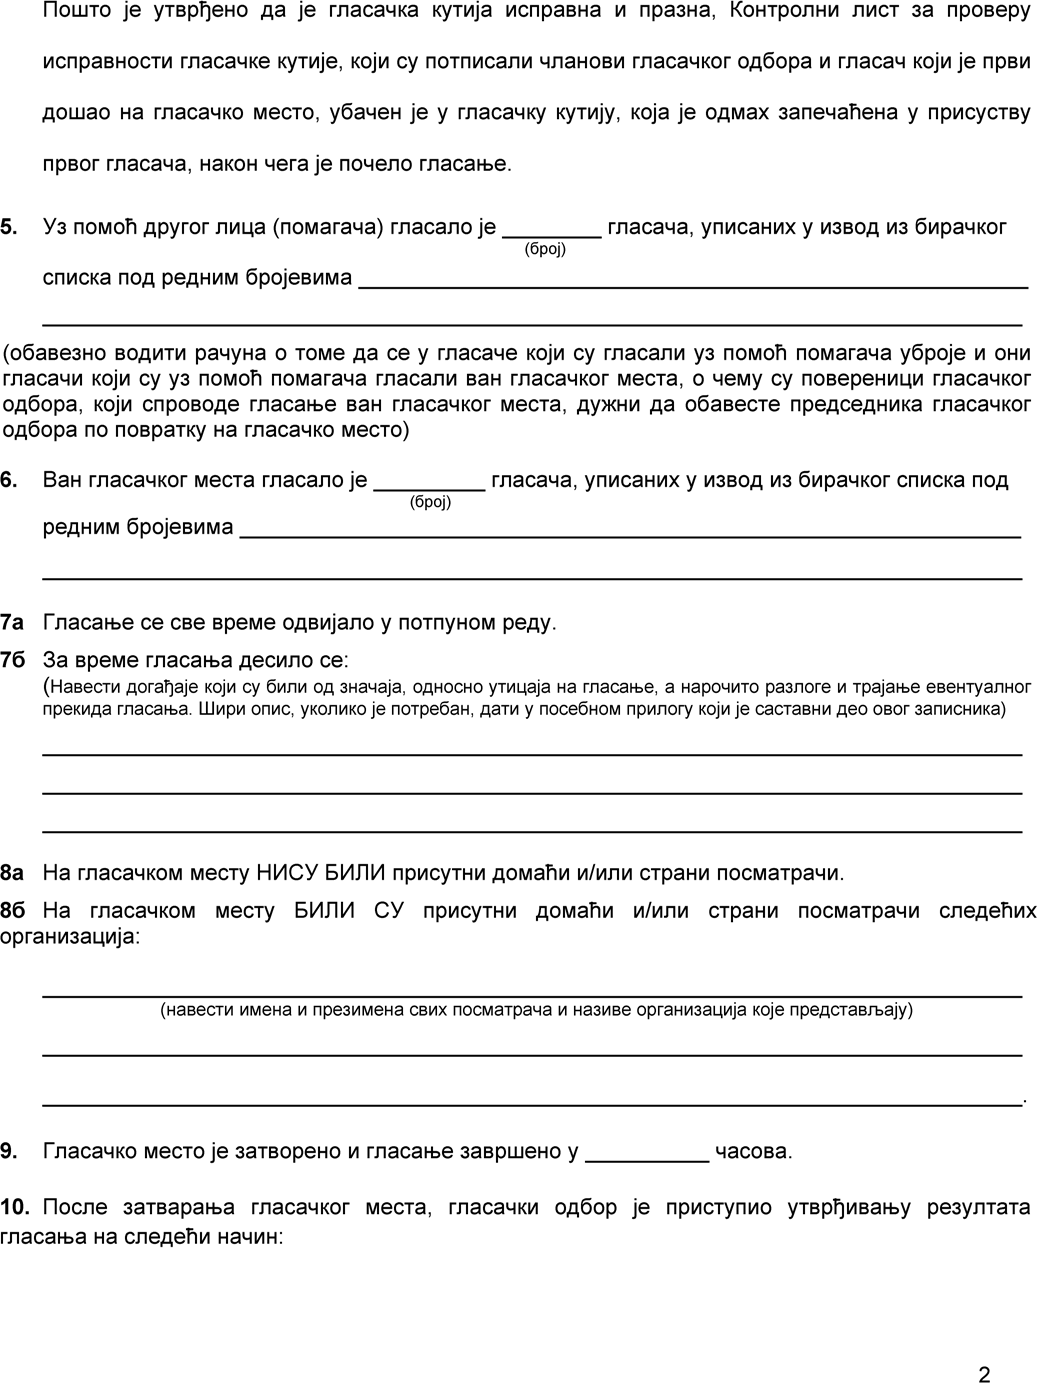 Пошто је утврђено да је гласачка кутија исправна и празна, Контролни лист за проверу
исправности гласачке кутије, који су потписали чланови гласачког одбора и гласач који је први
дошао на гласачко место, убачен је у гласачку кутију, која је одмах запечаћена у присуству
првог гласача, након чега је почело гласање.
5. Уз помоћ другог лица (помагача) гласало је ________ гласача, уписаних у извод из бирачког
(број)
списка под редним бројевима ______________________________________________________
_______________________________________________________________________________
(обавезно водити рачуна о томе да се у гласаче који су гласали уз помоћ помагача уброје и они
гласачи који су уз помоћ помагача гласали ван гласачког места, о чему су повереници гласачког
одбора, који спроводе гласање ван гласачког места, дужни да обавесте председника гласачког
одбора по повратку на гласачко место)
6. Ван гласачког места гласало је _________ гласача, уписаних у извод из бирачког списка под
(број)
редним бројевима _______________________________________________________________
_______________________________________________________________________________
7а Гласање се све време одвијало у потпуном реду.
7б За време гласања десило се:
(Навести догађаје који су били од значаја, односно утицаја на гласање, а нарочито разлоге и трајање евентуалног
прекида гласања. Шири опис, уколико је потребан, дати у посебном прилогу који је саставни део овог записника)
_______________________________________________________________________________
_______________________________________________________________________________
_______________________________________________________________________________
8а На гласачком месту НИСУ БИЛИ присутни домаћи и/или страни посматрачи.
8б На гласачком месту БИЛИ СУ присутни домаћи и/или страни посматрачи следећих
организација:
_______________________________________________________________________________
(навести имена и презимена свих посматрача и називе организација које представљају)
_______________________________________________________________________________
_______________________________________________________________________________.
9. Гласачко место је затворено и гласање завршено у __________ часова.
10. После затварања гласачког места, гласачки одбор је приступио утврђивању резултата
гласања на следећи начин:
2